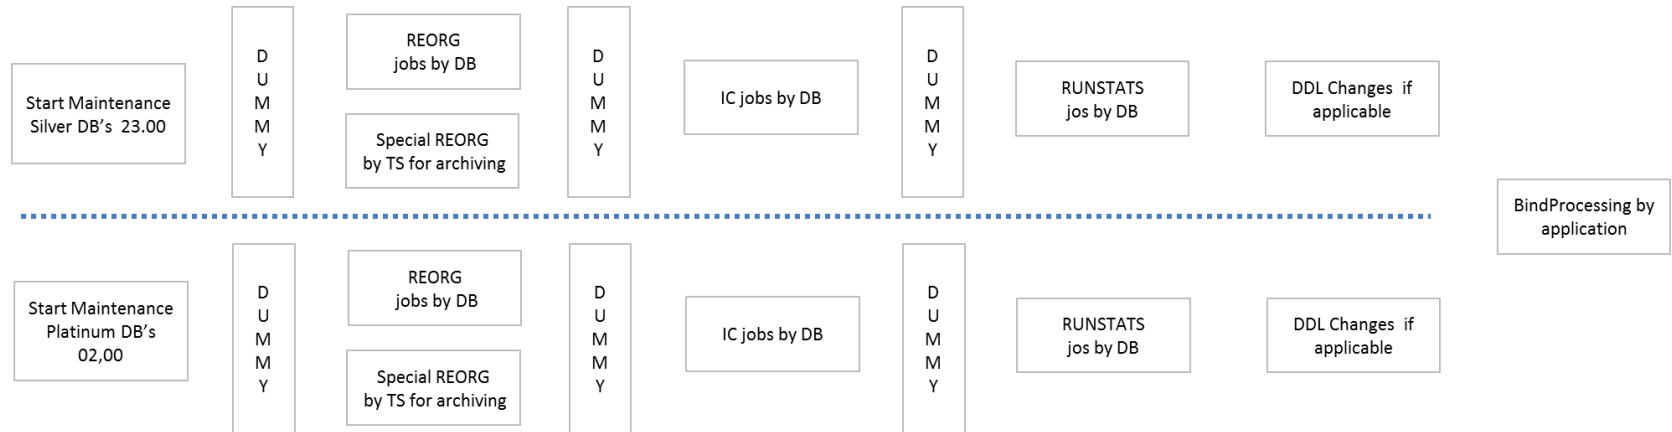 Start Maintenance
Silver DB's 23.00
D
U
M
M
Y
REORG
jobs by DB
Special REORG
by TS for archiving
D
U
M
M
Y
IC jobs by DB
D
U
M
M
Y
RUNSTATS
jos by DB
DDL Changes if
applicable
BindProcessing by
application
Start Maintenance
Platinum DB's
02,00
D
U
M
M
Y
REORG
jobs by DB
Special REORG
by TS for archiving
D
U
M
M
Y
IC jobs by DB
D
U
M
M
Y
RUNSTATS
jos by DB
DDL Changes if
applicable